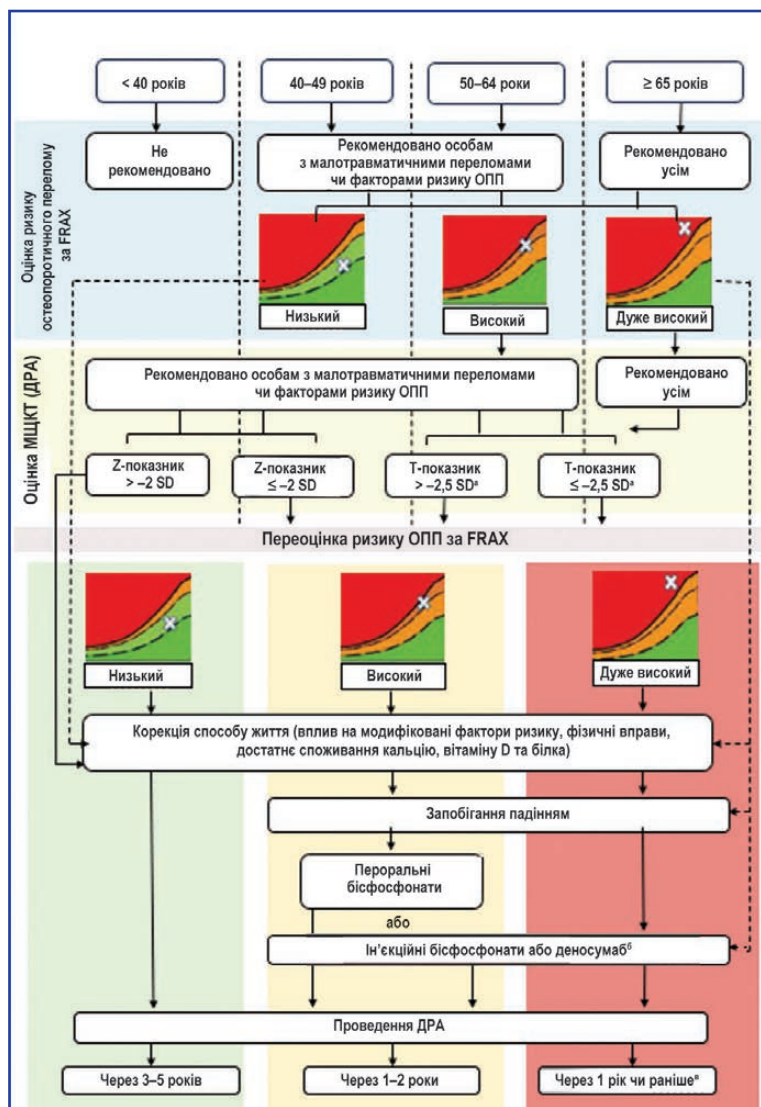 < 40 років
40–49 років
50–64 роки
≥ 65 років
Оцінка ризику
остеопоротичного перелому
за FRAX
Не
рекомендовано
Рекомендовано особам
з малотравматичними переломами
чи факторами ризику ОПП
Рекомендовано
усім
Низький
Високий
Дуже високий
Оцінка МЩКТ (ДРА)
Рекомендовано особам з малотравматичними переломами
чи факторами ризику ОПП
Рекомендовано
усім
Z-показник
> –2 SD
Z-показник
≤ –2 SD
Т-показник
> –2,5 SDª
Т-показник
≤ –2,5 SDª
Переоцінка ризику ОПП за FRAX
Низький
Високий
Дуже високий
Корекція способу життя (вплив на модифіковані фактори ризику, фізичні вправи,
достатнє споживання кальцію, вітаміну D та білка)
Запобігання падінням
Пероральні
бісфосфонати
або
Ін’єкційні бісфосфонати або деносумабᵟ
Проведення ДРА
Через 3–5 років
Через 1–2 роки
Через 1 рік чи ранішеᵊ